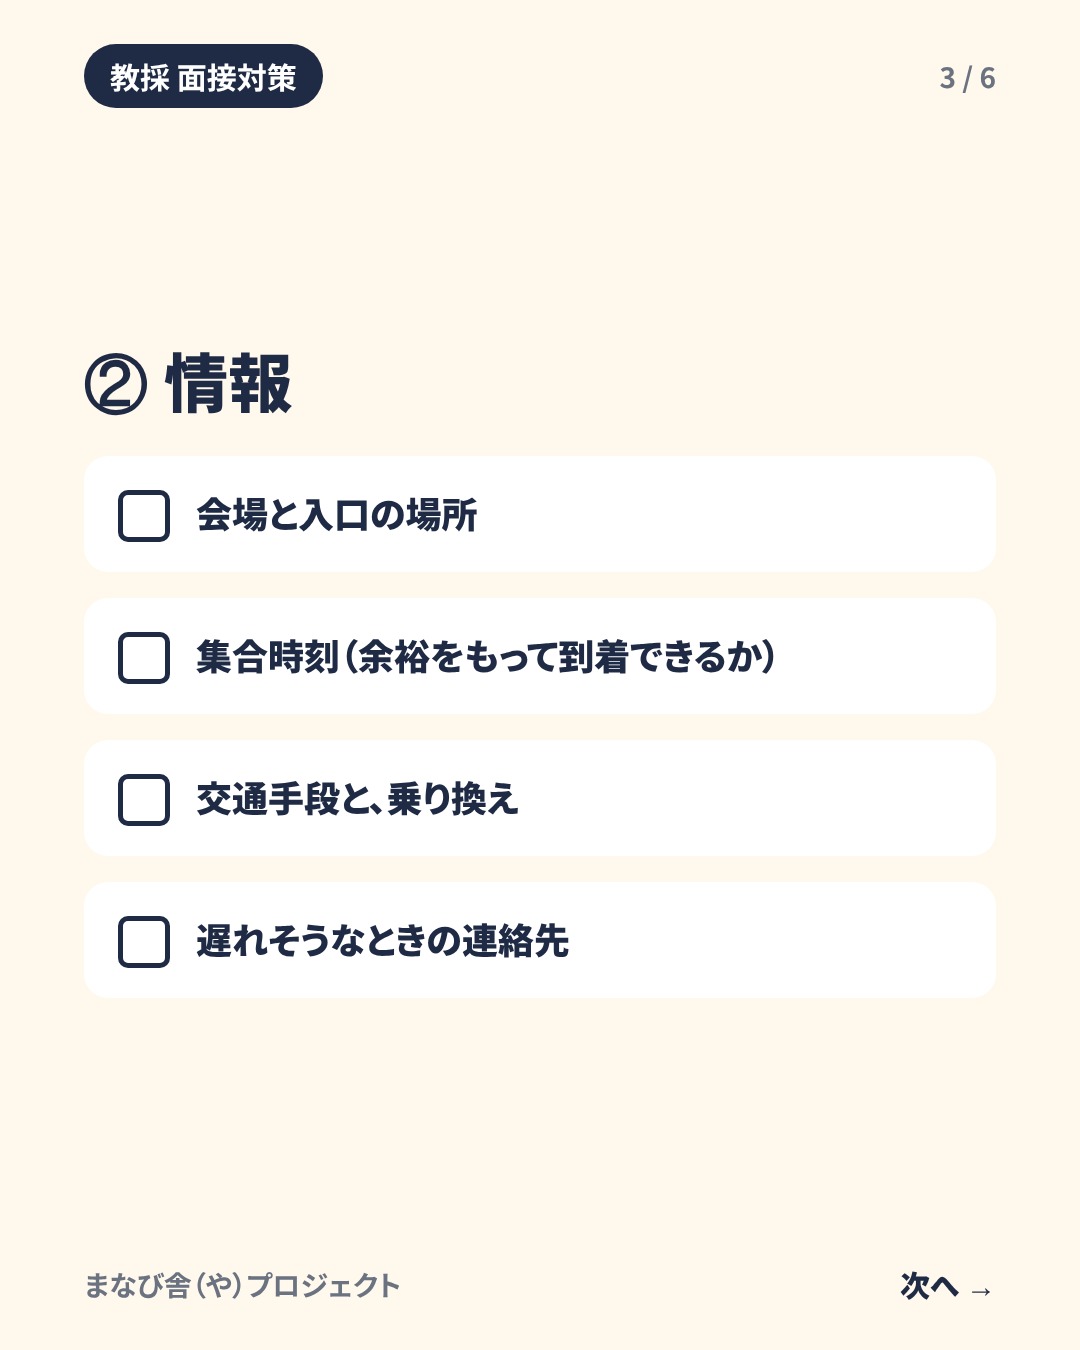 教採 面接対策
3 / 6
② 情報
会場と入口の場所
集合時刻（余裕をもって到着できるか）
交通手段と、乗り換え
遅れそうなときの連絡先
まなび舎（や）プロジェクト
次へ →